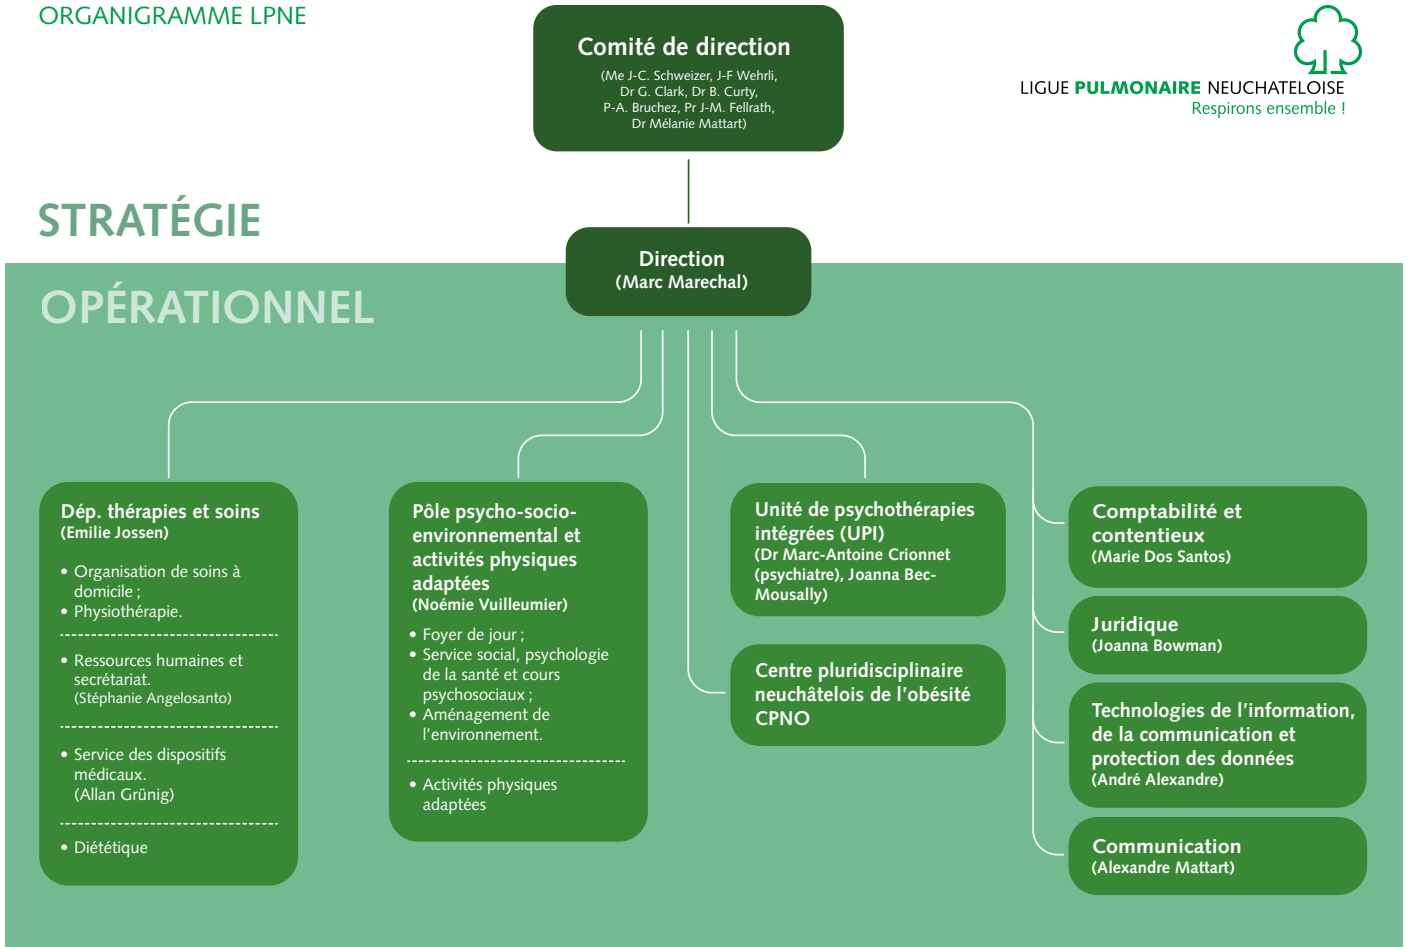 ORGANIGRAMME LPNE
Comité de direction
(Me J-C. Schweizer, J-F Wehrli,
Dr G. Clark, Dr B. Curty,
P-A. Bruchez, Pr J-M. Fellrath,
Dr Mélanie Mattart)
LIGUE PULMONAIRE NEUCHATELOISE
Respirons ensemble !
STRATÉGIE
Direction
(Marc Marechal)
OPÉRATIONNEL
Dép. thérapies et soins
(Emilie Jossen)
• Organisation de soins à
domicile ;
• Physiothérapie.
• Ressources humaines et
secrétariat.
(Stéphanie Angelosanto)
• Service des dispositifs
médicaux.
(Allan Grünig)
• Diététique
Pôle psycho-socio-
environnemental et
activités physiques
adaptées
(Noémie Vuilleumier)
• Foyer de jour ;
• Service social, psychologie
de la santé et cours
psychosociaux ;
• Aménagement de
l'environnement.
• Activités physiques
adaptées
Unité de psychothérapies
intégrées (UPI)
(Dr Marc-Antoine Crionnet
(psychiatre), Joanna Bec-
Mousally)
Centre pluridisciplinaire
neuchâtelois de l'obésité
CPNO
Comptabilité et
contentieux
(Marie Dos Santos)
Juridique
(Joanna Bowman)
Technologies de l'information,
de la communication et
protection des données
(André Alexandre)
Communication
(Alexandre Mattart)